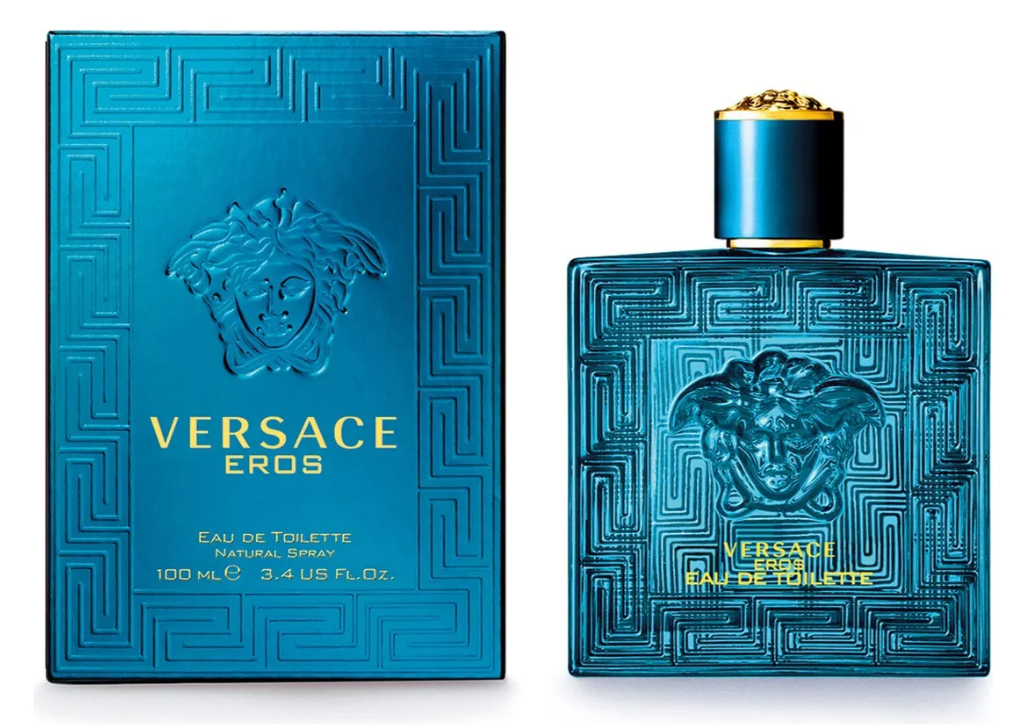 VERSACE
EROS
EAU DE TOILETTE
NATURAL SPRAY
100 ML ℮ 3.4 US FL.OZ.
VERSACE
EROS
EAU DE TOILETTE